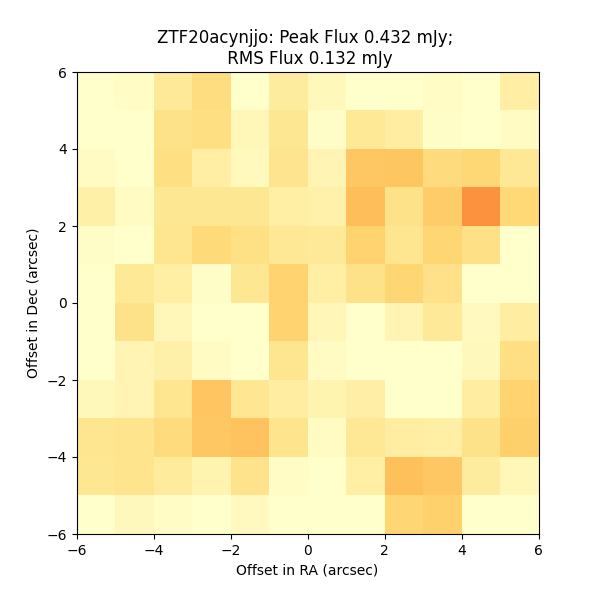 ZTF20acynjjo: Peak Flux 0.432 mJy;
RMS Flux 0.132 mJy
6
4
2
0
−2
−4
−6
Offset in Dec (arcsec)
−6 −4 −2 0 2 4 6
Offset in RA (arcsec)